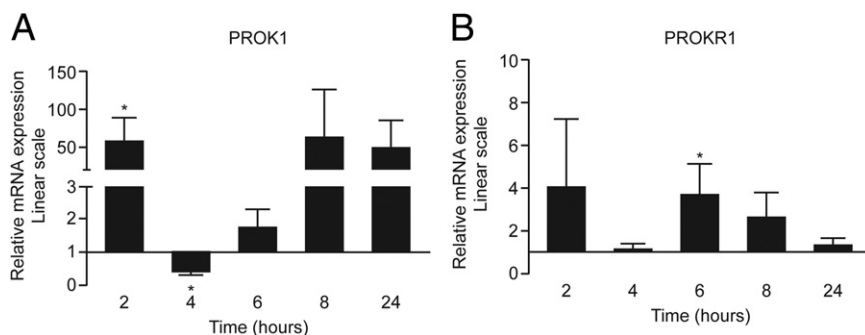 A
PROK1
Relative mRNA expression
Linear scale
150
100
50
3
2
1
0
*
*
2 4 6 8 24
Time (hours)
B
PROKR1
Relative mRNA expression
Linear scale
10
8
6
4
2
0
*
2 4 6 8 24
Time (hours)